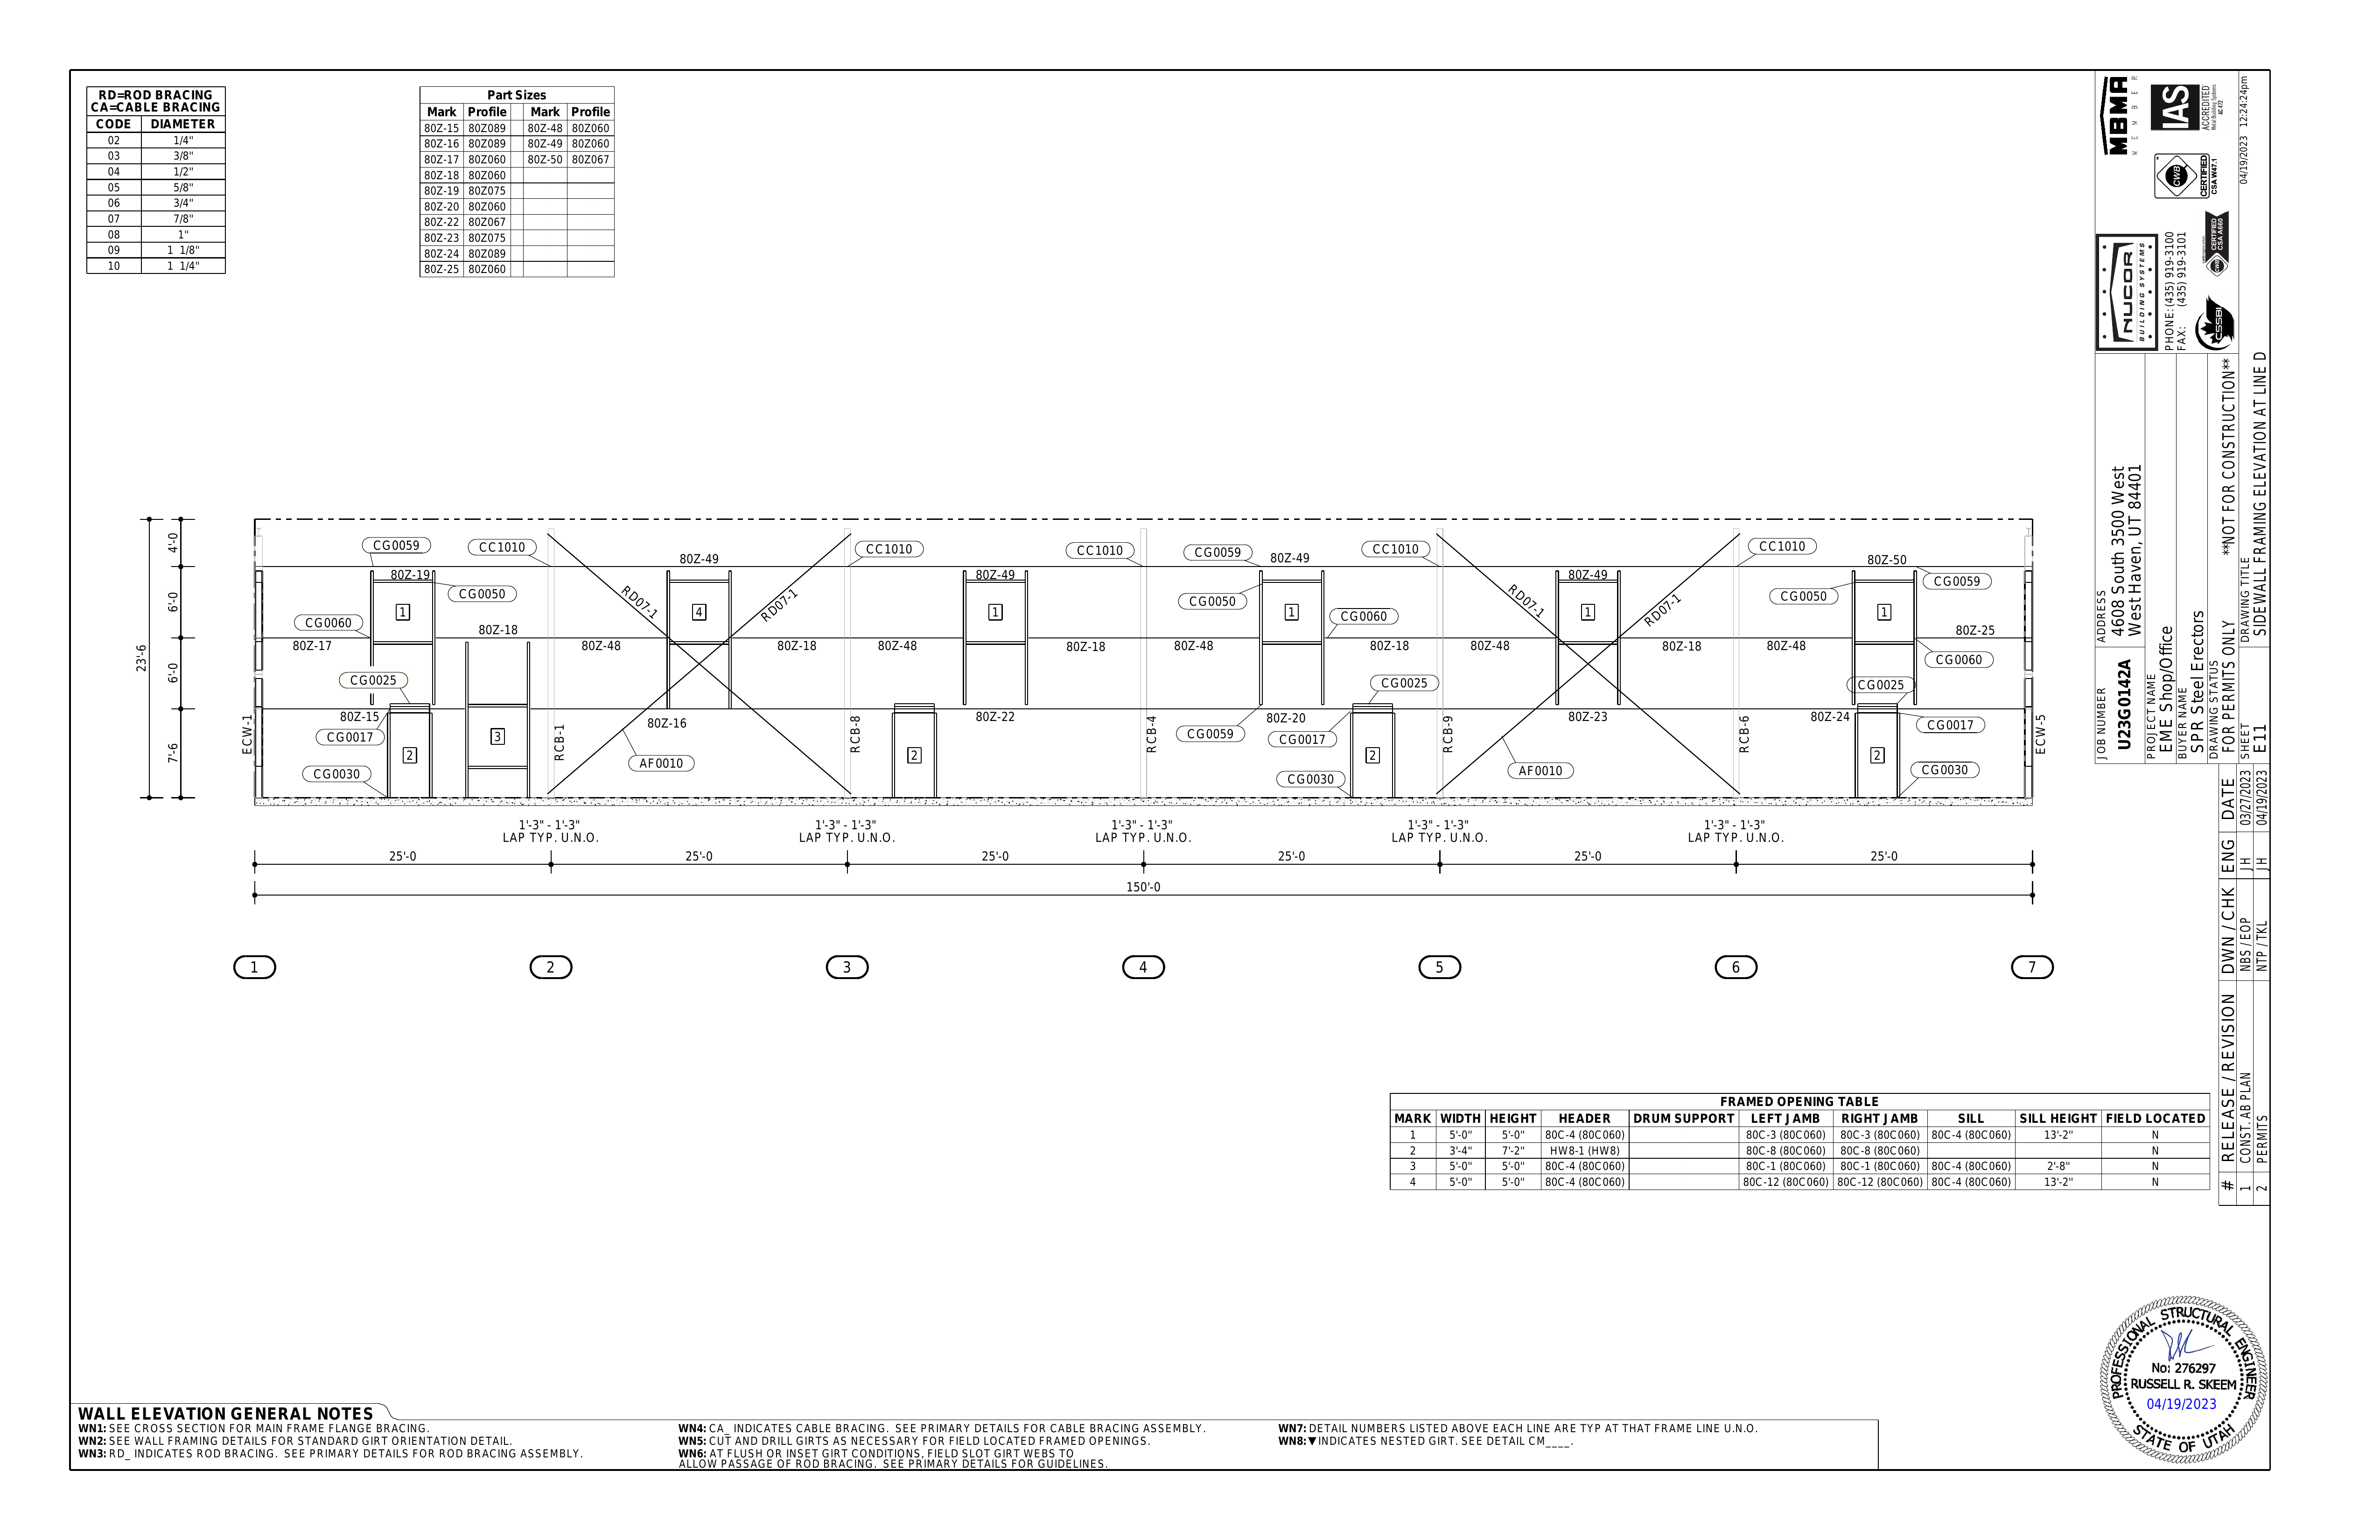 RD=ROD BRACING
CA=CABLE BRACING
CODE DIAMETER
02 1/4"
03 3/8"
04 1/2"
05 5/8"
06 3/4"
07 7/8"
08 1"
09 1 1/8"
10 1 1/4"
Part Sizes
Mark Profile Mark Profile
80Z-15 80Z089 80Z-48 80Z060
80Z-16 80Z089 80Z-49 80Z060
80Z-17 80Z060 80Z-50 80Z067
80Z-18 80Z060
80Z-19 80Z075
80Z-20 80Z060
80Z-22 80Z067
80Z-23 80Z075
80Z-24 80Z089
80Z-25 80Z060
23'-6
4'-0
6'-0
6'-0
7'-6
CG0059 CC1010 80Z-49 CC1010 CC1010 CG0059 80Z-49 CC1010 CC1010 80Z-50
80Z-19 CG0050 RD07-1 RD07-1 80Z-49 CG0050 RD07-1 80Z-49 RD07-1 CG0050 CG0059
1 4 1 1 1 1
CG0060 80Z-18 CG0060 80Z-25
80Z-17 80Z-48 80Z-18 80Z-48 80Z-18 80Z-48 80Z-18 80Z-48 80Z-18 80Z-48
CG0060
CG0025 CG0025 CG0025
80Z-15 80Z-16 80Z-22 80Z-20 80Z-23 80Z-24
CG0017 CG0059 CG0017 CG0017
ECW-1 RCB-1 RCB-8 RCB-4 RCB-9 RCB-6 ECW-5
2 3 2 2 2
CG0030 AF0010 CG0030 AF0010 CG0030
1'-3" - 1'-3" 1'-3" - 1'-3" 1'-3" - 1'-3" 1'-3" - 1'-3" 1'-3" - 1'-3"
LAP TYP. U.N.O. LAP TYP. U.N.O. LAP TYP. U.N.O. LAP TYP. U.N.O. LAP TYP. U.N.O.
25'-0 25'-0 25'-0 25'-0 25'-0 25'-0
150'-0
1 2 3 4 5 6 7
FRAMED OPENING TABLE
MARK WIDTH HEIGHT HEADER DRUM SUPPORT LEFT JAMB RIGHT JAMB SILL SILL HEIGHT FIELD LOCATED
1 5'-0" 5'-0" 80C-4 (80C060) 80C-3 (80C060) 80C-3 (80C060) 80C-4 (80C060) 13'-2" N
2 3'-4" 7'-2" HW8-1 (HW8) 80C-8 (80C060) 80C-8 (80C060) N
3 5'-0" 5'-0" 80C-4 (80C060) 80C-1 (80C060) 80C-1 (80C060) 80C-4 (80C060) 2'-8" N
4 5'-0" 5'-0" 80C-4 (80C060) 80C-12 (80C060) 80C-12 (80C060) 80C-4 (80C060) 13'-2" N
WALL ELEVATION GENERAL NOTES
WN1: SEE CROSS SECTION FOR MAIN FRAME FLANGE BRACING.
WN2: SEE WALL FRAMING DETAILS FOR STANDARD GIRT ORIENTATION DETAIL.
WN3: RD_ INDICATES ROD BRACING. SEE PRIMARY DETAILS FOR ROD BRACING ASSEMBLY.
WN4: CA_ INDICATES CABLE BRACING. SEE PRIMARY DETAILS FOR CABLE BRACING ASSEMBLY.
WN5: CUT AND DRILL GIRTS AS NECESSARY FOR FIELD LOCATED FRAMED OPENINGS.
WN6: AT FLUSH OR INSET GIRT CONDITIONS, FIELD SLOT GIRT WEBS TO
ALLOW PASSAGE OF ROD BRACING. SEE PRIMARY DETAILS FOR GUIDELINES.
WN7: DETAIL NUMBERS LISTED ABOVE EACH LINE ARE TYP AT THAT FRAME LINE U.N.O.
WN8: ▼ INDICATES NESTED GIRT. SEE DETAIL CM____.
MBMA
MEMBER
IAS
ACCREDITED
Metal Building Systems
AC 472
CWB
CERTIFIED
CSA W47.1
CWB
CERTIFIED
CSA A660
CSSBI
NUCOR
BUILDING SYSTEMS
PHONE: (435) 919-3100
FAX: (435) 919-3101
04/19/2023 12:24:24pm
JOB NUMBER
U23G0142A
ADDRESS
4608 South 3500 West
West Haven, UT 84401
PROJECT NAME
EME Shop/Office
BUYER NAME
SPR Steel Erectors
DRAWING STATUS
FOR PERMITS ONLY **NOT FOR CONSTRUCTION**
SHEET
E11
DRAWING TITLE
SIDEWALL FRAMING ELEVATION AT LINE D
# RELEASE / REVISION DWN / CHK ENG DATE
1 CONST. AB PLAN NBS / EOP JH 03/27/2023
2 PERMITS NTP / TKL JH 04/19/2023
PROFESSIONAL STRUCTURAL ENGINEER
No: 276297
RUSSELL R. SKEEM
04/19/2023
STATE OF UTAH